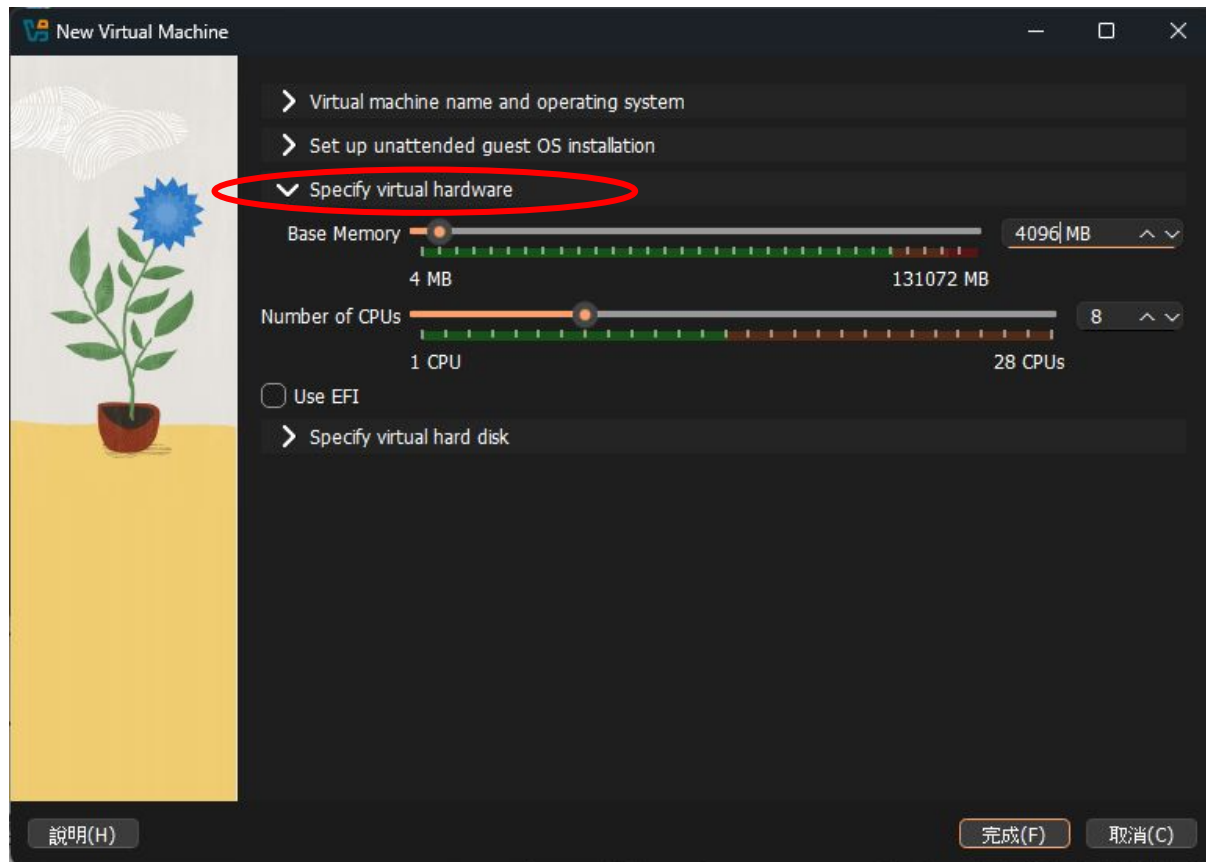 New Virtual Machine
Virtual machine name and operating system
Set up unattended guest OS installation
Specify virtual hardware
Base Memory 4096 MB
4 MB 131072 MB
Number of CPUs 8
1 CPU 28 CPUs
Use EFI
Specify virtual hard disk
說明(H) 完成(F) 取消(C)